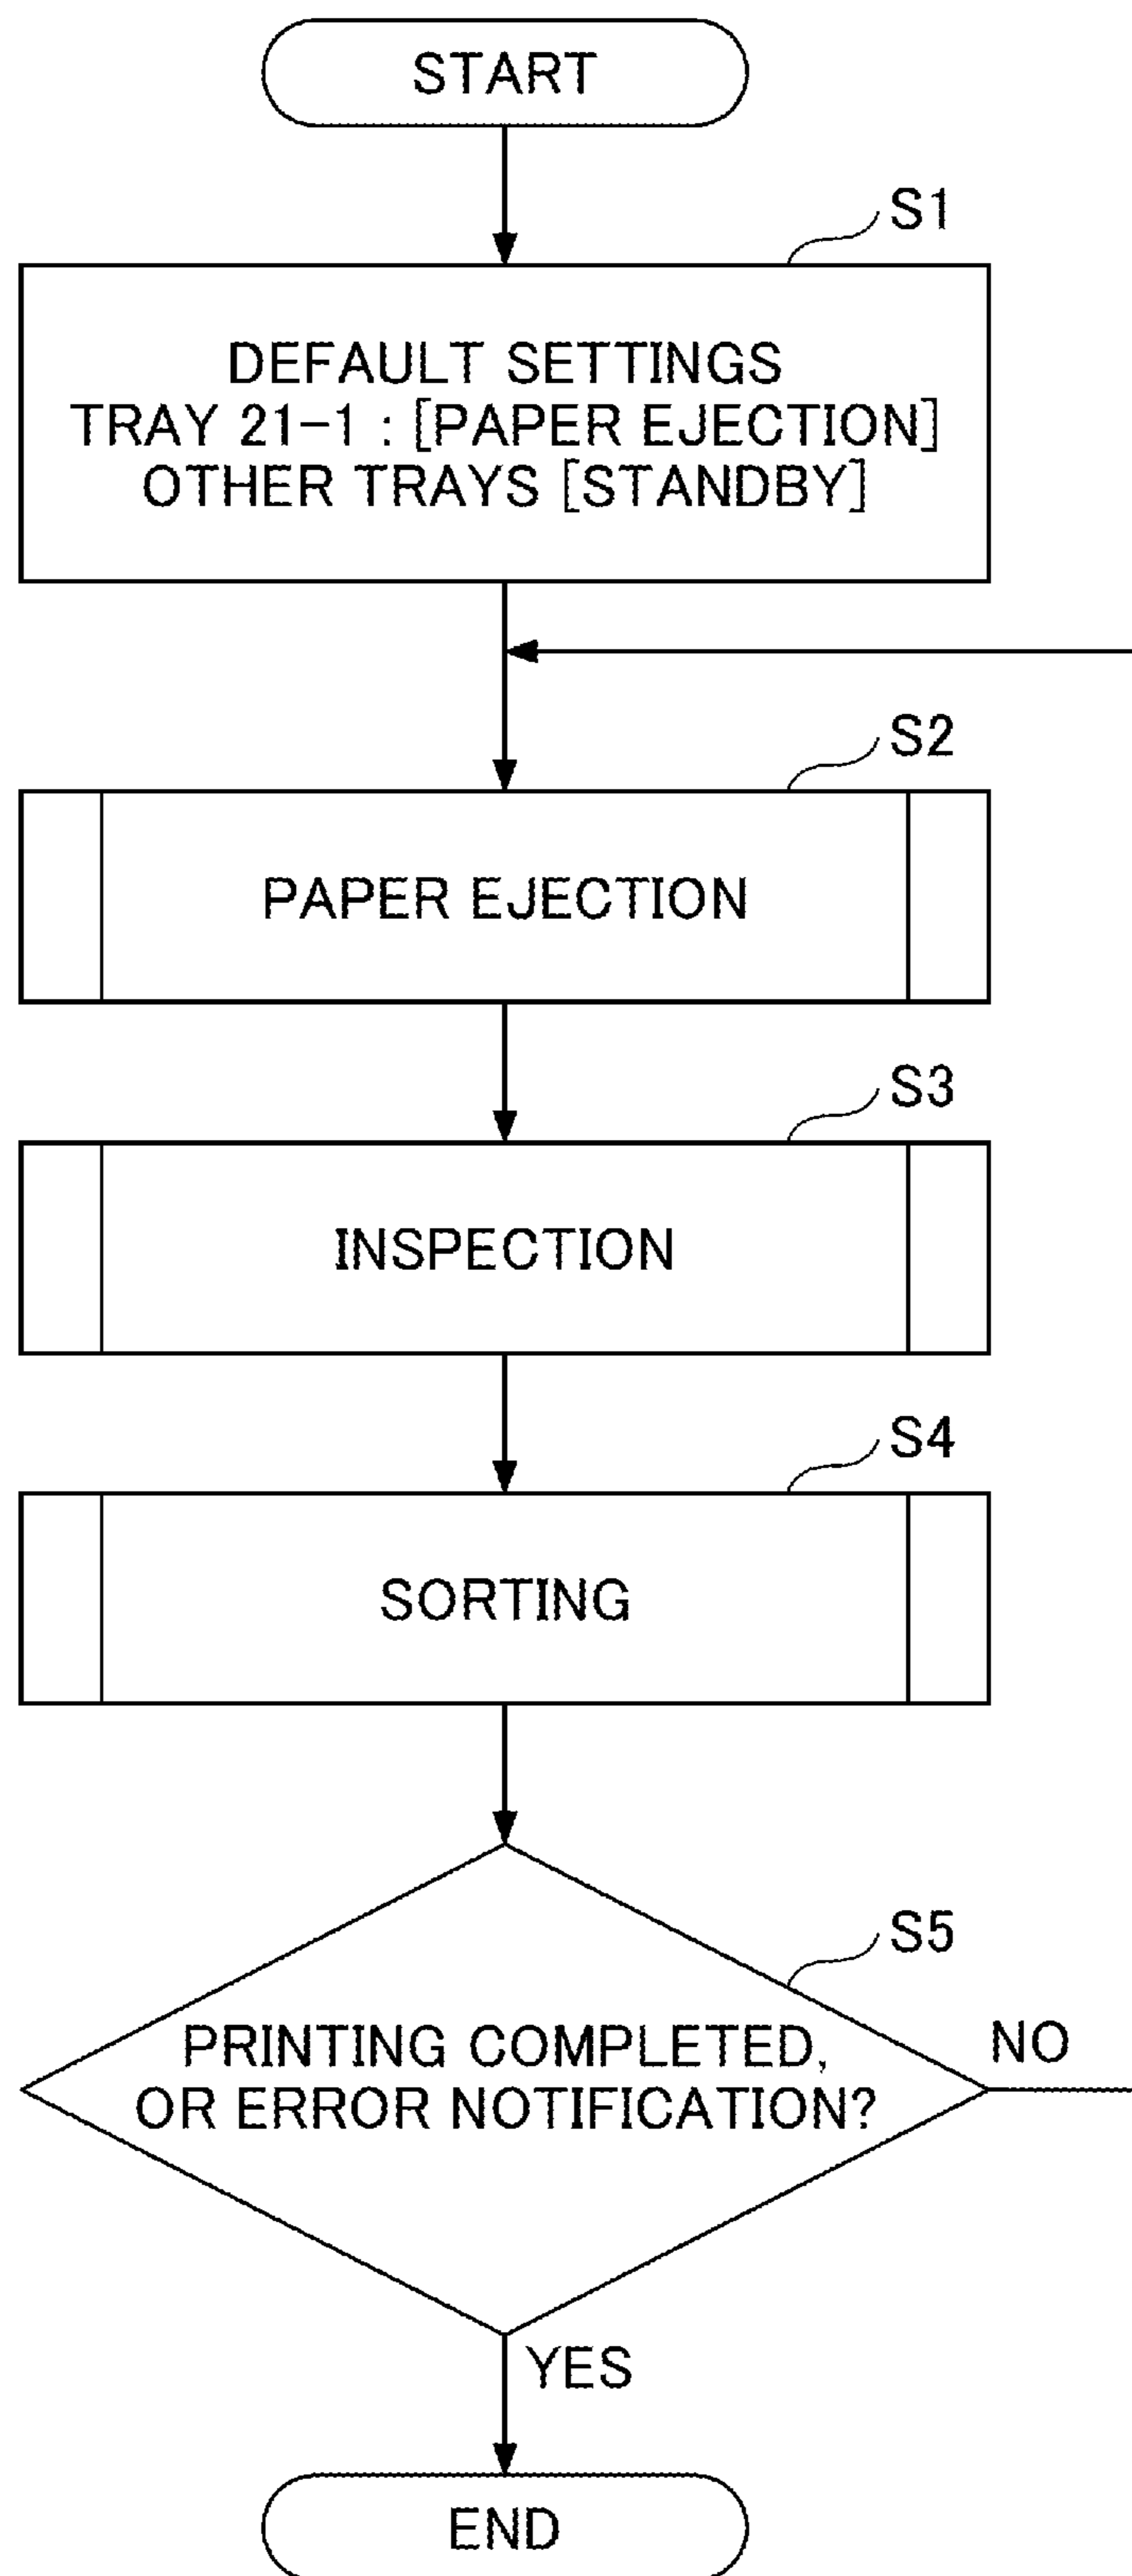 START
S1
DEFAULT SETTINGS
TRAY 21-1 : [PAPER EJECTION]
OTHER TRAYS [STANDBY]
S2
PAPER EJECTION
S3
INSPECTION
S4
SORTING
S5
PRINTING COMPLETED,
OR ERROR NOTIFICATION?
NO
YES
END